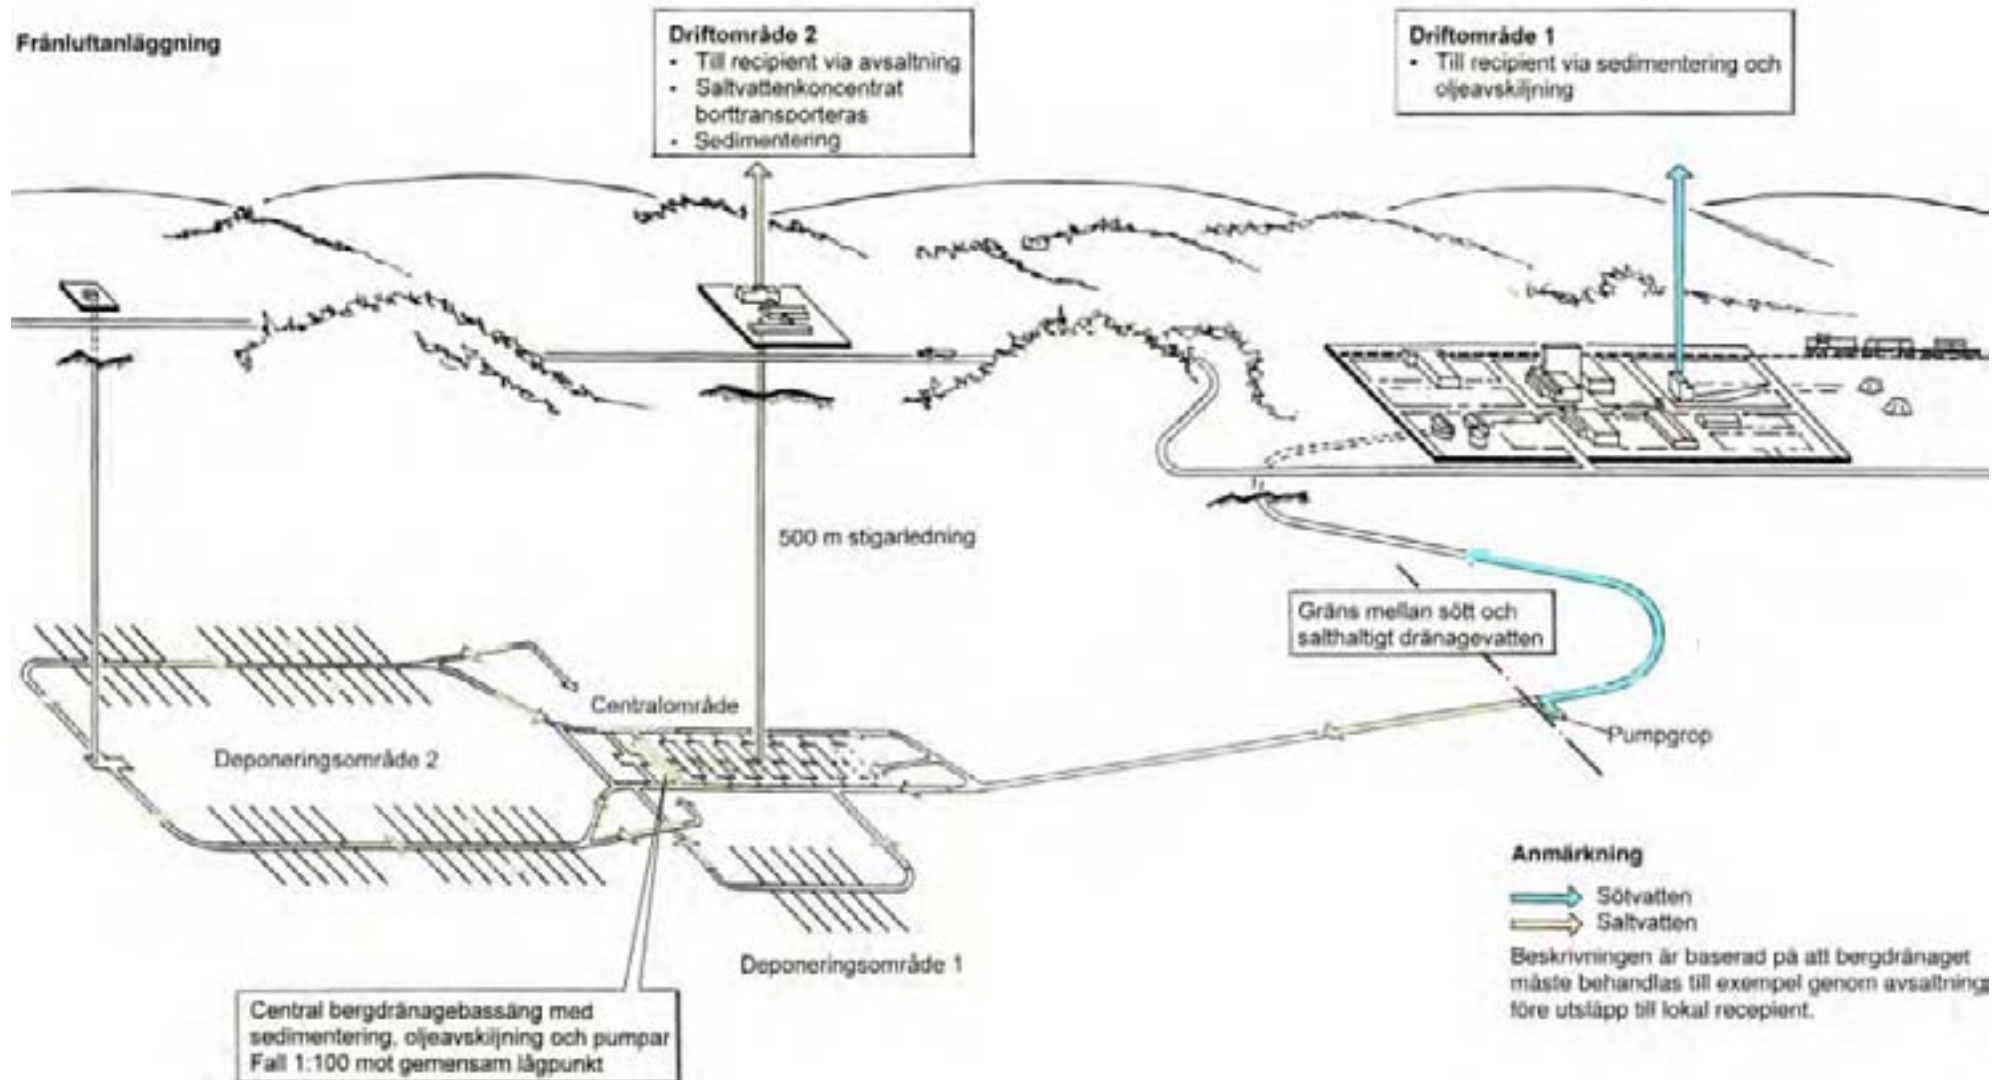 Frånluftanläggning
Driftområde 2
• Till recipient via avsaltning
• Saltvattenkoncentrat
borttransporteras
• Sedimentering
Driftområde 1
• Till recipient via sedimentering och
oljeavskiljning
500 m stigarledning
Gräns mellan sött och
salthaltigt dränagevatten
Centralområde
Pumpgrop
Deponeringsområde 2
Deponeringsområde 1
Central bergdränagebassäng med
sedimentering, oljeavskiljning och pumpar
Fall 1:100 mot gemensam lågpunkt
Anmärkning
Sötvatten
Saltvatten
Beskrivningen är baserad på att bergdränaget
måste behandlas till exempel genom avsaltning
före utsläpp till lokal recepient.